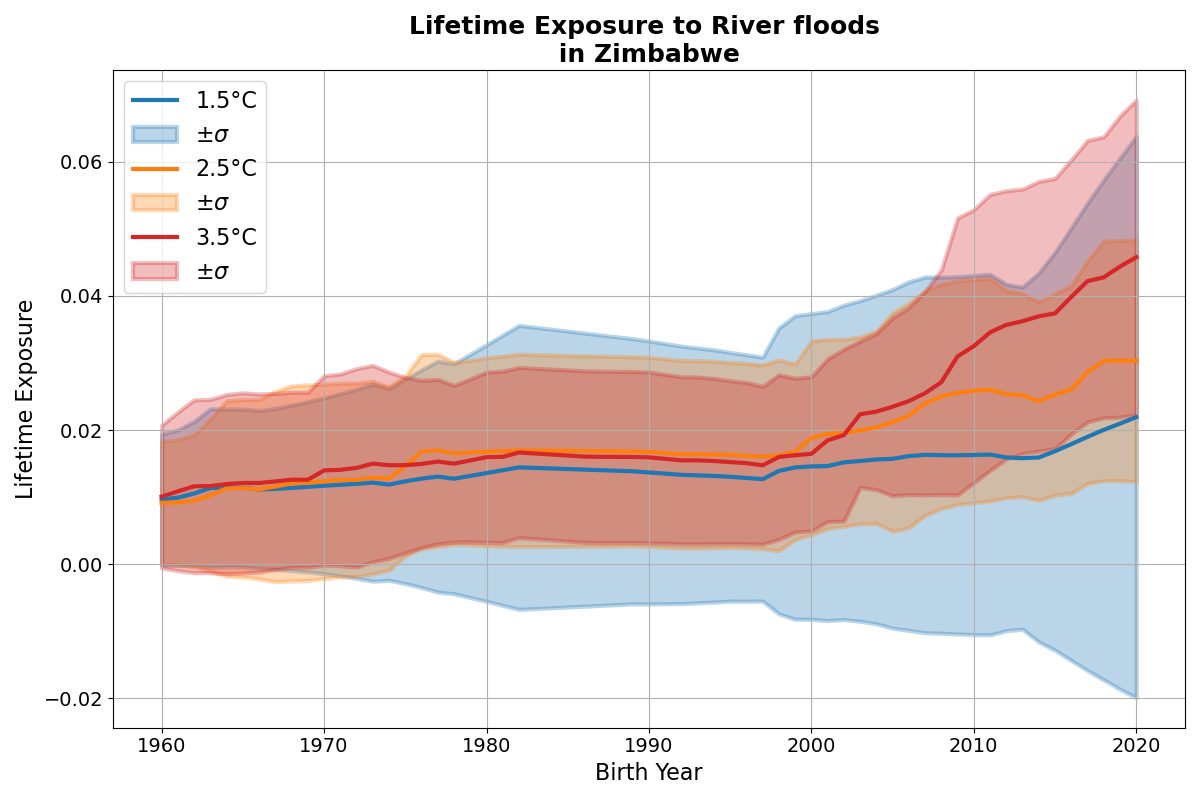 Lifetime Exposure to River floods
in Zimbabwe
1.5°C
±σ
2.5°C
±σ
3.5°C
±σ
0.06
0.04
0.02
0.00
−0.02
Lifetime Exposure
1960 1970 1980 1990 2000 2010 2020
Birth Year